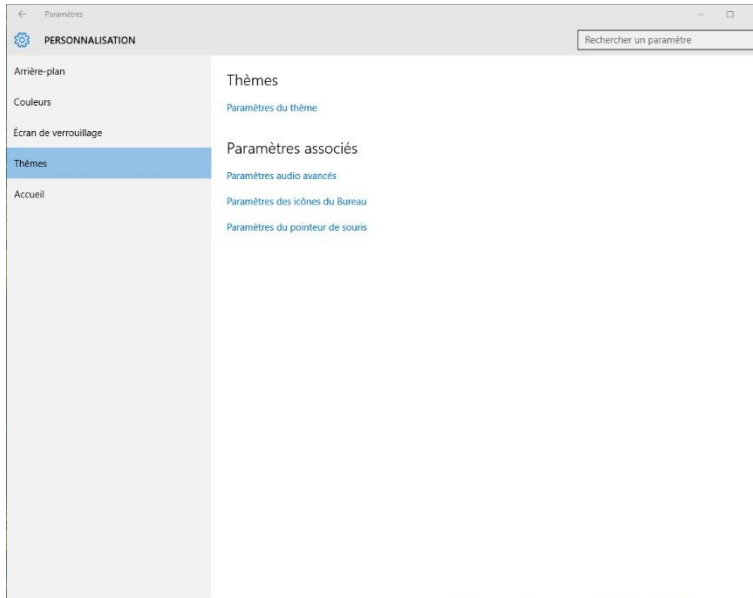 Paramètres
PERSONNALISATION
Rechercher un paramètre
Arrière-plan
Couleurs
Écran de verrouillage
Thèmes
Accueil
Thèmes
Paramètres du thème
Paramètres associés
Paramètres audio avancés
Paramètres des icônes du Bureau
Paramètres du pointeur de souris